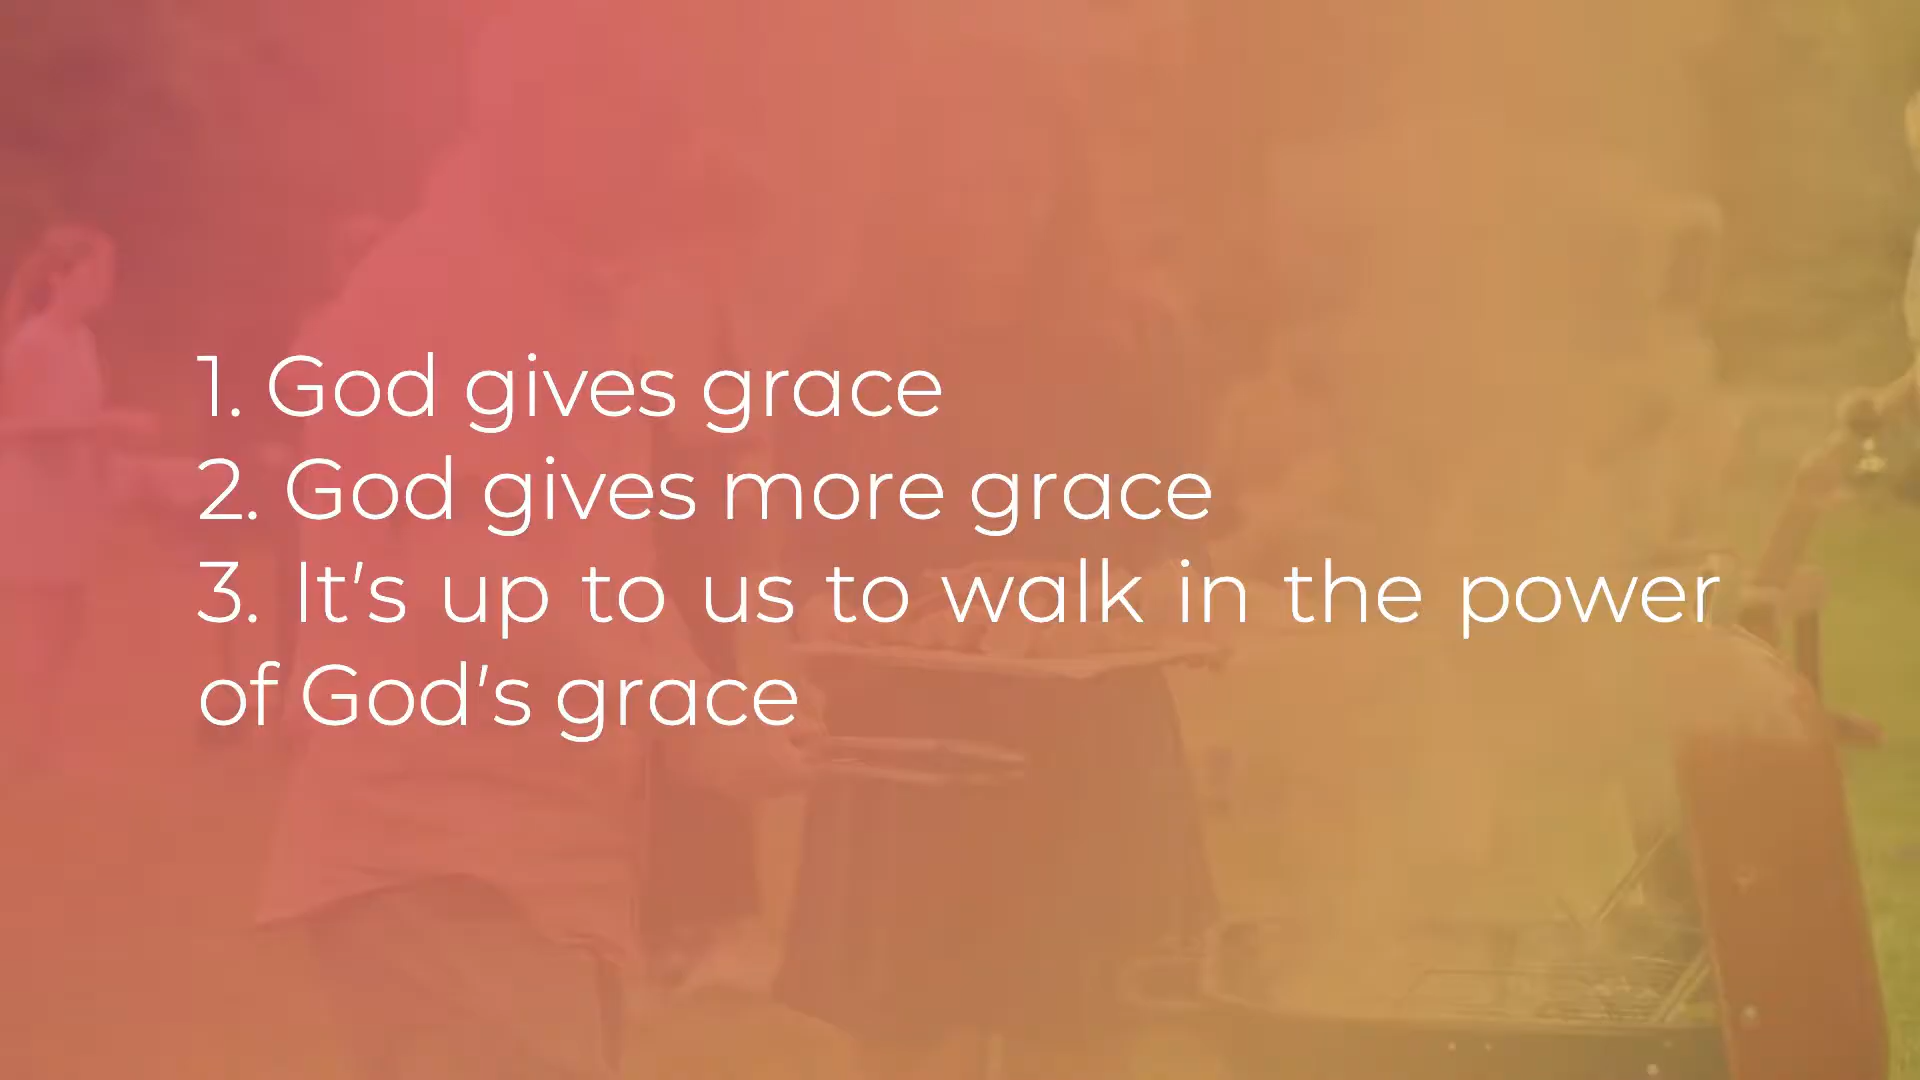 1. God gives grace
2. God gives more grace
3. It's up to us to walk in the power
of God's grace